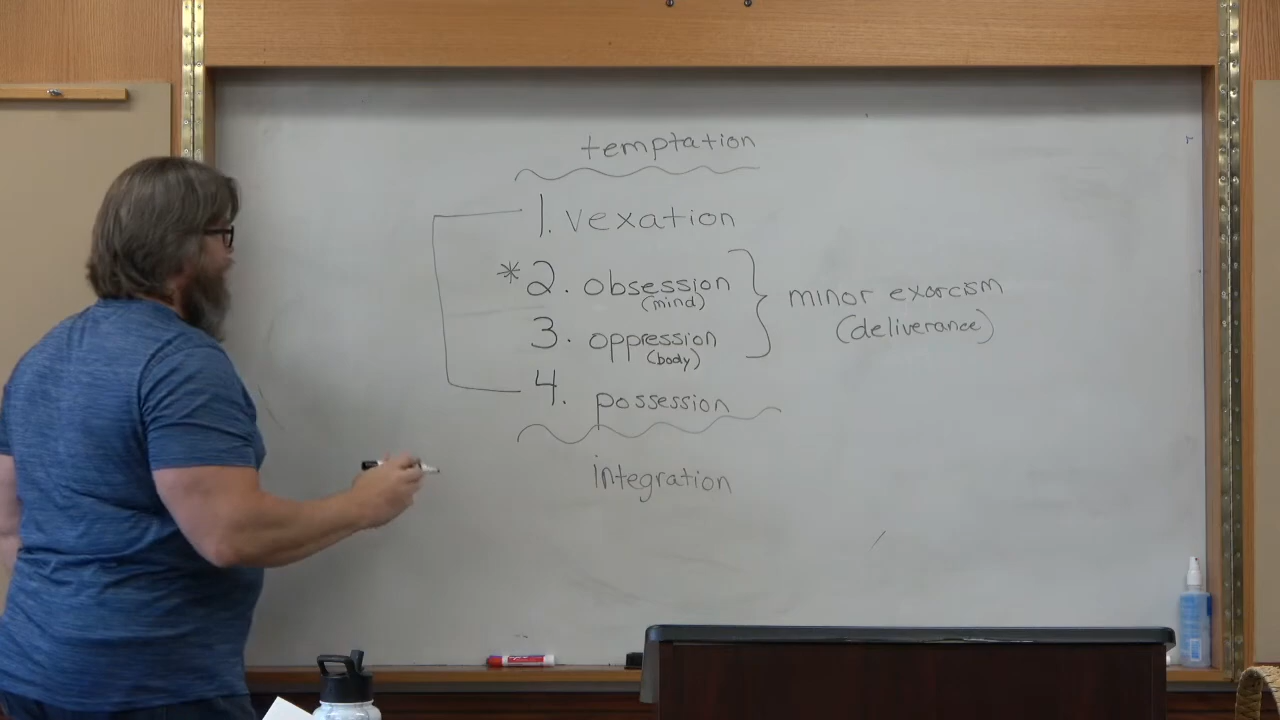 temptation
1. vexation
*2. obsession
(mind)
3. oppression
(body)
4. possession
integration
minor exorcism
(deliverance)